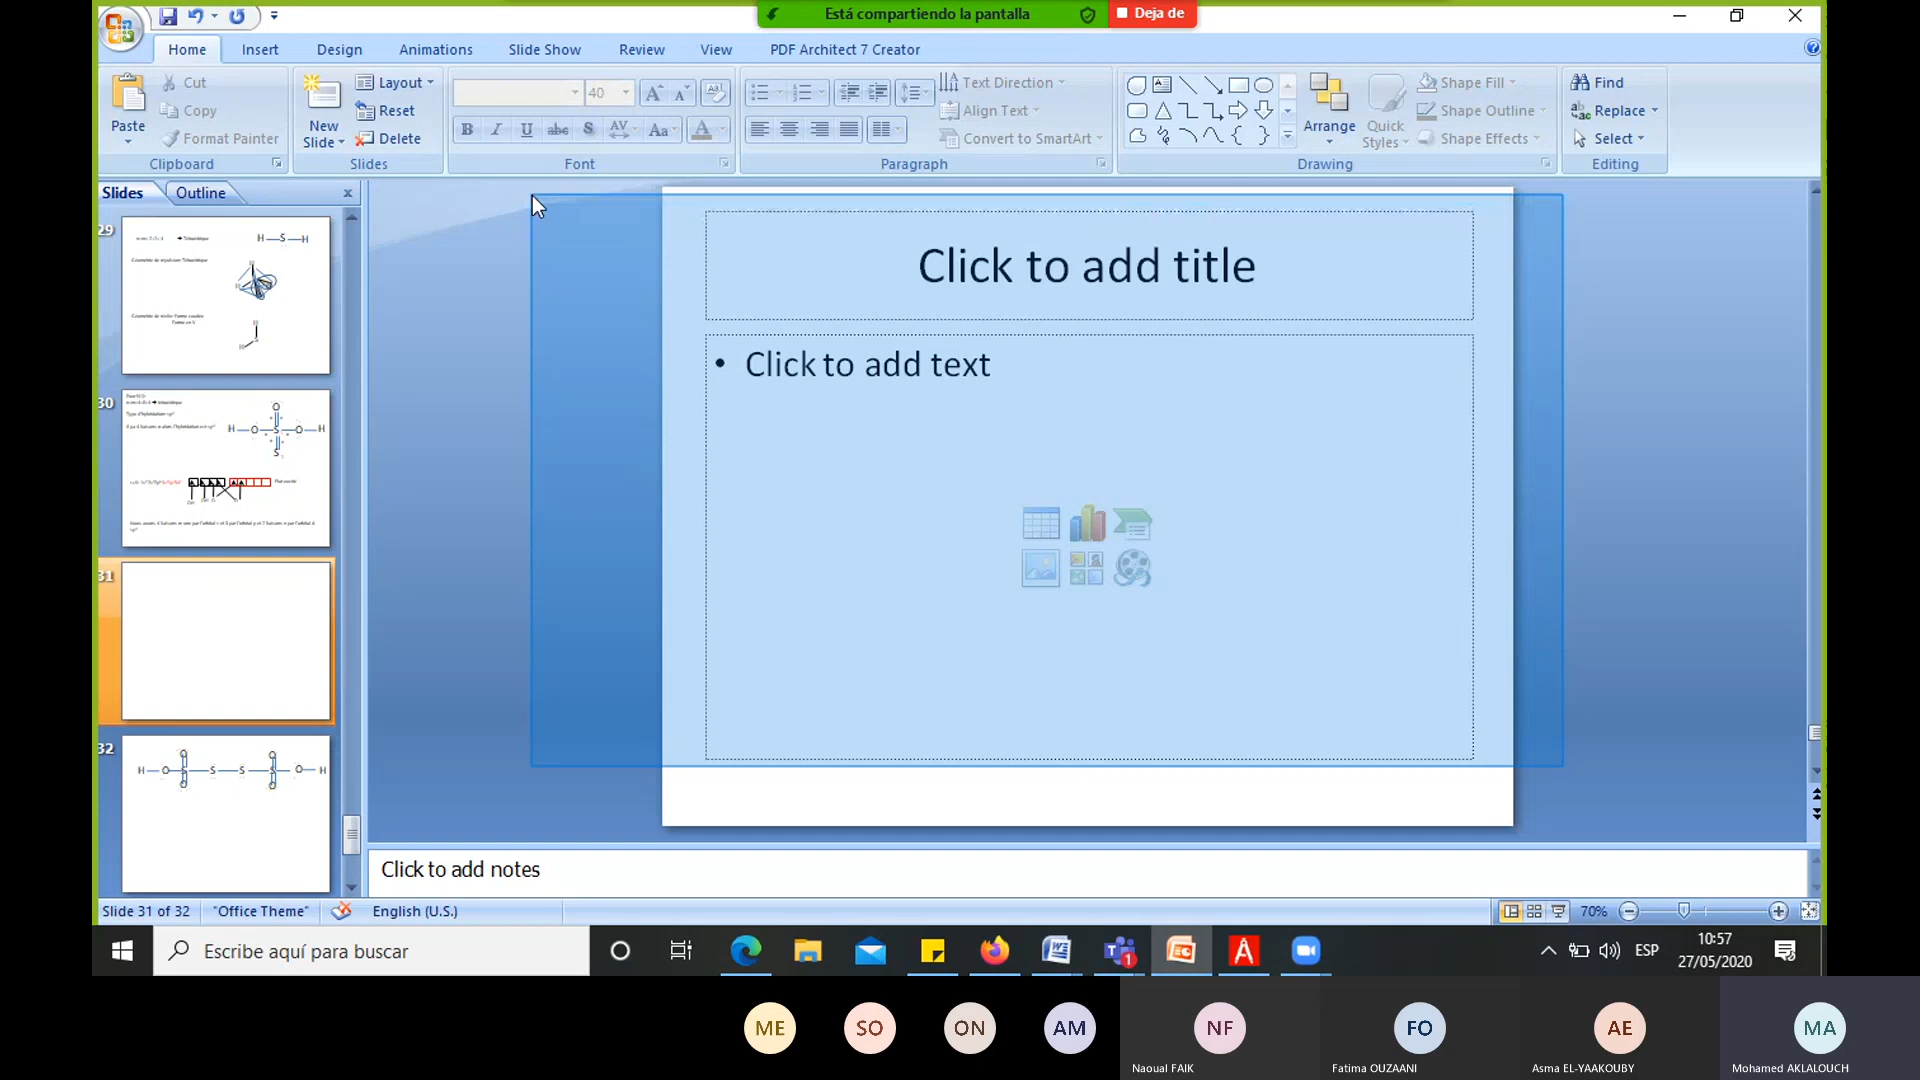 Está compartiendo la pantalla
Deja de
Home Insert Design Animations Slide Show Review View PDF Architect 7 Creator
Paste
Cut
Copy
Format Painter
Clipboard
New Slide
Layout
Reset
Delete
Slides
40
Font
Text Direction
Align Text
Convert to SmartArt
Paragraph
Arrange
Quick Styles
Shape Fill
Shape Outline
Shape Effects
Drawing
Find
Replace
Select
Editing
Slides Outline
29
H S H
30
H O S O H
O
S
31
32
H O S S S S O H
O O
O O
Click to add title
• Click to add text
Click to add notes
Slide 31 of 32 "Office Theme" English (U.S.) 70%
Escribe aquí para buscar
1
ESP
10:57
27/05/2020
ME SO ON AM NF FO AE MA
Naoual FAIK Fatima OUZAANI Asma EL-YAAKOUBY Mohamed AKLALOUCH